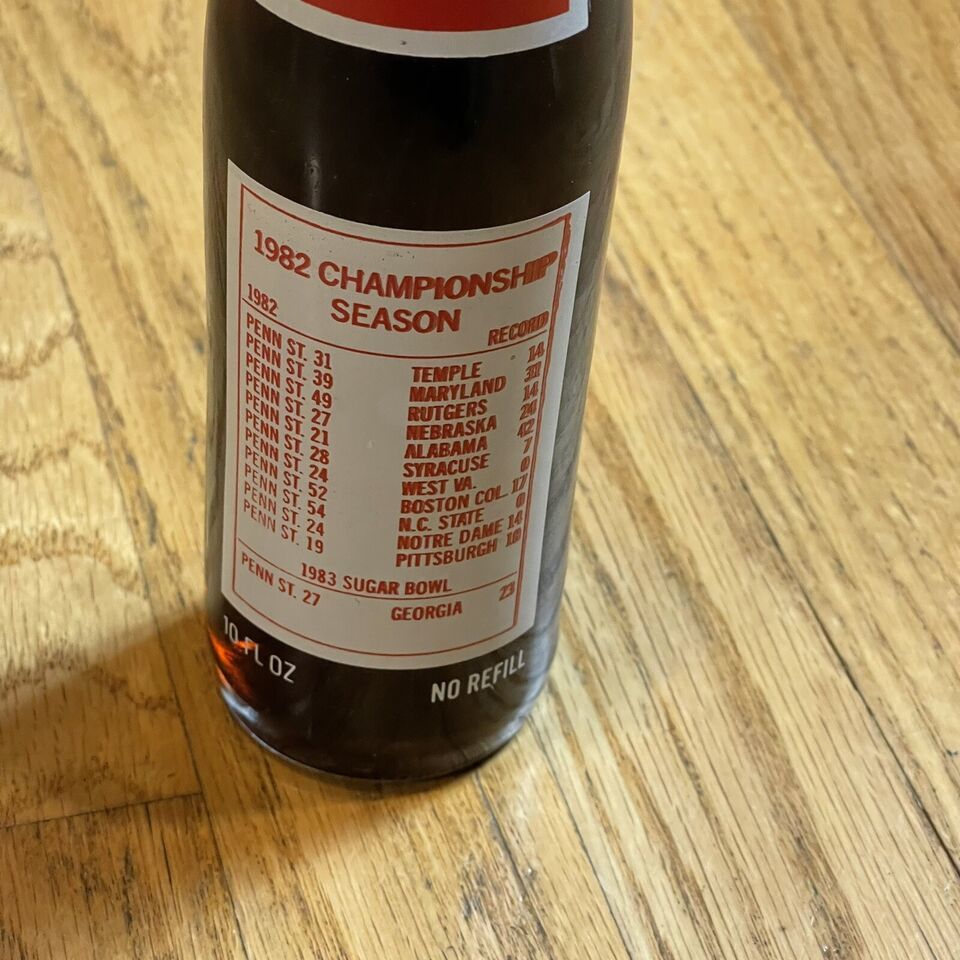 1982 CHAMPIONSHIP
SEASON
1982 RECORD
PENN ST. 31 TEMPLE 14
PENN ST. 39 MARYLAND 31
PENN ST. 49 RUTGERS 14
PENN ST. 27 NEBRASKA 24
PENN ST. 21 ALABAMA 42
PENN ST. 28 SYRACUSE 7
PENN ST. 24 WEST VA. 0
PENN ST. 52 BOSTON COL. 17
PENN ST. 54 N.C. STATE 0
PENN ST. 24 NOTRE DAME 14
PENN ST. 19 PITTSBURGH 10
1983 SUGAR BOWL
PENN ST. 27 GEORGIA 23
10 FL OZ NO REFILL